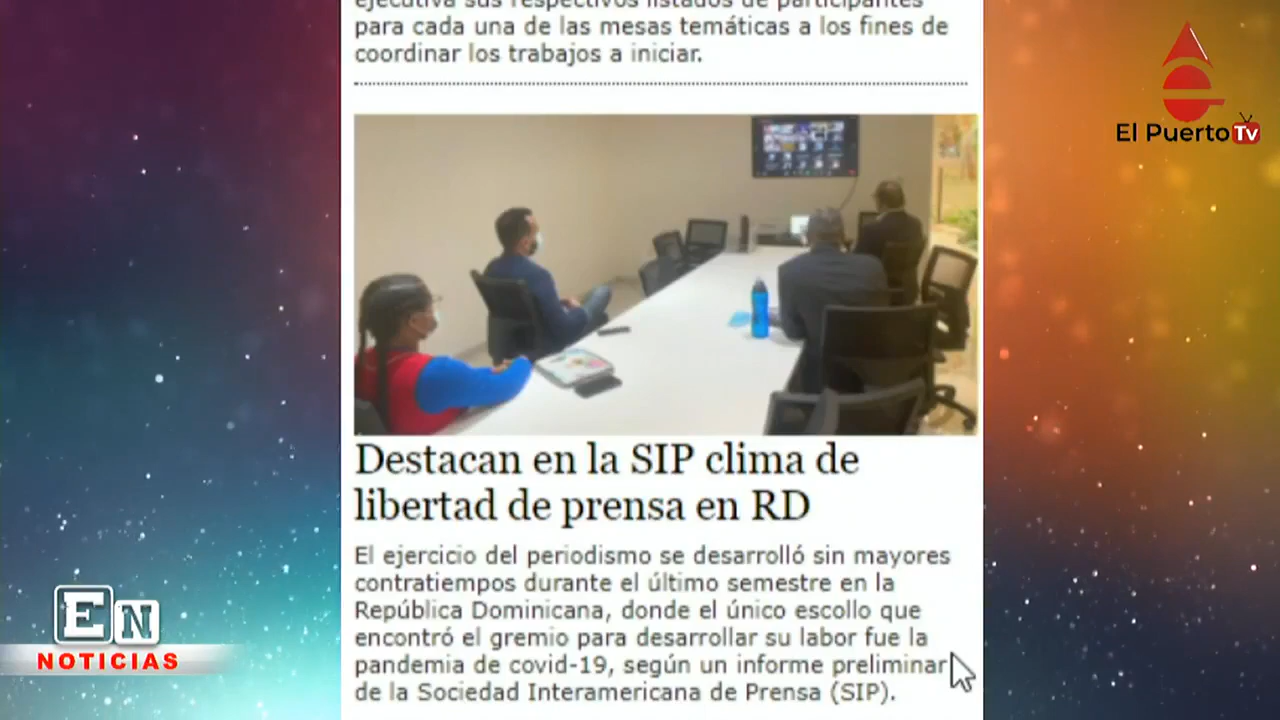 ejecutiva sus respectivos listados de participantes
para cada una de las mesas temáticas a los fines de
coordinar los trabajos a iniciar.
El Puerto Tv
Destacan en la SIP clima de
libertad de prensa en RD
El ejercicio del periodismo se desarrolló sin mayores
contratiempos durante el último semestre en la
República Dominicana, donde el único escollo que
encontró el gremio para desarrollar su labor fue la
pandemia de covid-19, según un informe preliminar
de la Sociedad Interamericana de Prensa (SIP).
EN
NOTICIAS